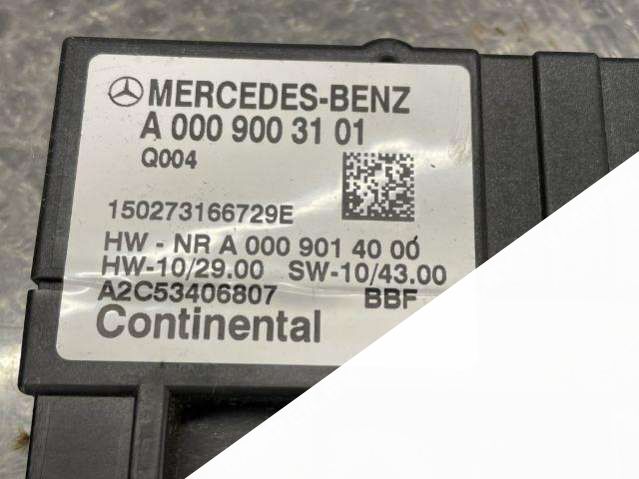 MERCEDES-BENZ
A 000 900 31 01
Q004
150273166729E
HW - NR A 000 901 40 00
HW-10/29.00 SW-10/43.00
A2C53406807 BBF
Continental